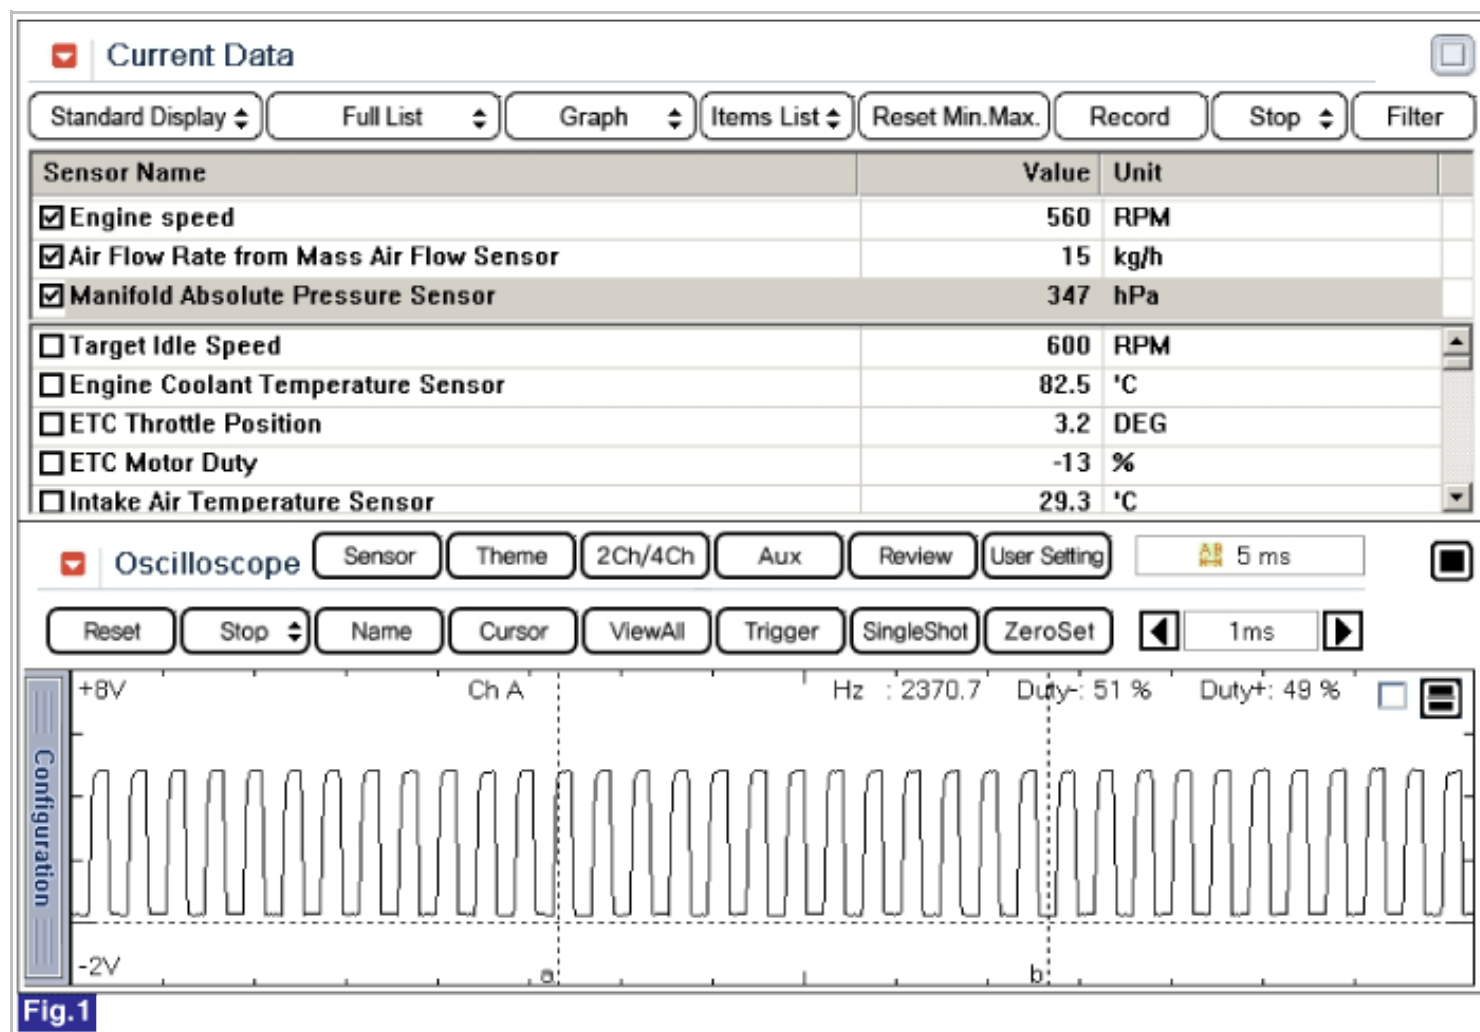 Current Data
Standard Display Full List Graph Items List Reset Min.Max. Record Stop Filter
Sensor Name Value Unit
Engine speed 560 RPM
Air Flow Rate from Mass Air Flow Sensor 15 kg/h
Manifold Absolute Pressure Sensor 347 hPa
Target Idle Speed 600 RPM
Engine Coolant Temperature Sensor 82.5 'C
ETC Throttle Position 3.2 DEG
ETC Motor Duty -13 %
Intake Air Temperature Sensor 29.3 'C
Oscilloscope Sensor Theme 2Ch/4Ch Aux Review User Setting AB 5 ms
Reset Stop Name Cursor ViewAll Trigger SingleShot ZeroSet 1ms
+8V Ch A Hz : 2370.7 Duty-: 51 % Duty+: 49 %
Configuration
-2V a b
Fig.1